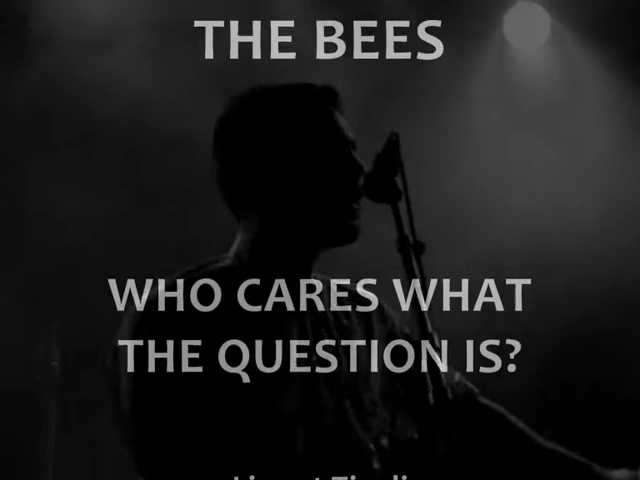 THE BEES
WHO CARES WHAT
THE QUESTION IS?